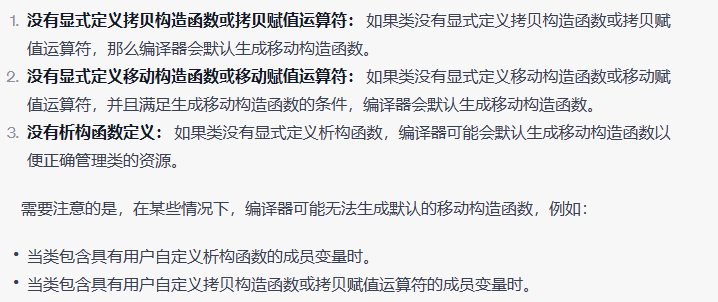 1. 没有显式定义拷贝构造函数或拷贝赋值运算符：如果类没有显式定义拷贝构造函数或拷贝赋
值运算符，那么编译器会默认生成移动构造函数。
2. 没有显式定义移动构造函数或移动赋值运算符：如果类没有显式定义移动构造函数或移动赋
值运算符，并且满足生成移动构造函数的条件，编译器会默认生成移动构造函数。
3. 没有析构函数定义：如果类没有显式定义析构函数，编译器可能会默认生成移动构造函数以
便正确管理类的资源。
需要注意的是，在某些情况下，编译器可能无法生成默认的移动构造函数，例如：
• 当类包含具有用户自定义析构函数的成员变量时。
• 当类包含具有用户自定义拷贝构造函数或拷贝赋值运算符的成员变量时。